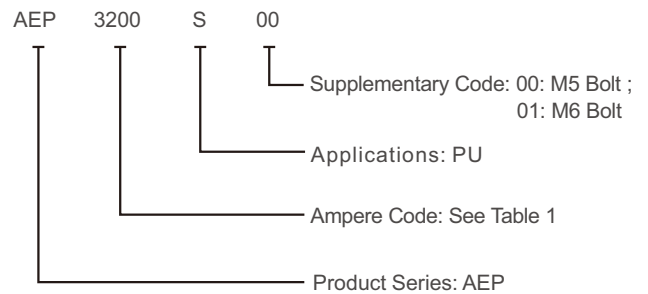 AEP 3200 S 00
Supplementary Code: 00: M5 Bolt ;
01: M6 Bolt
Applications: PU
Ampere Code: See Table 1
Product Series: AEP